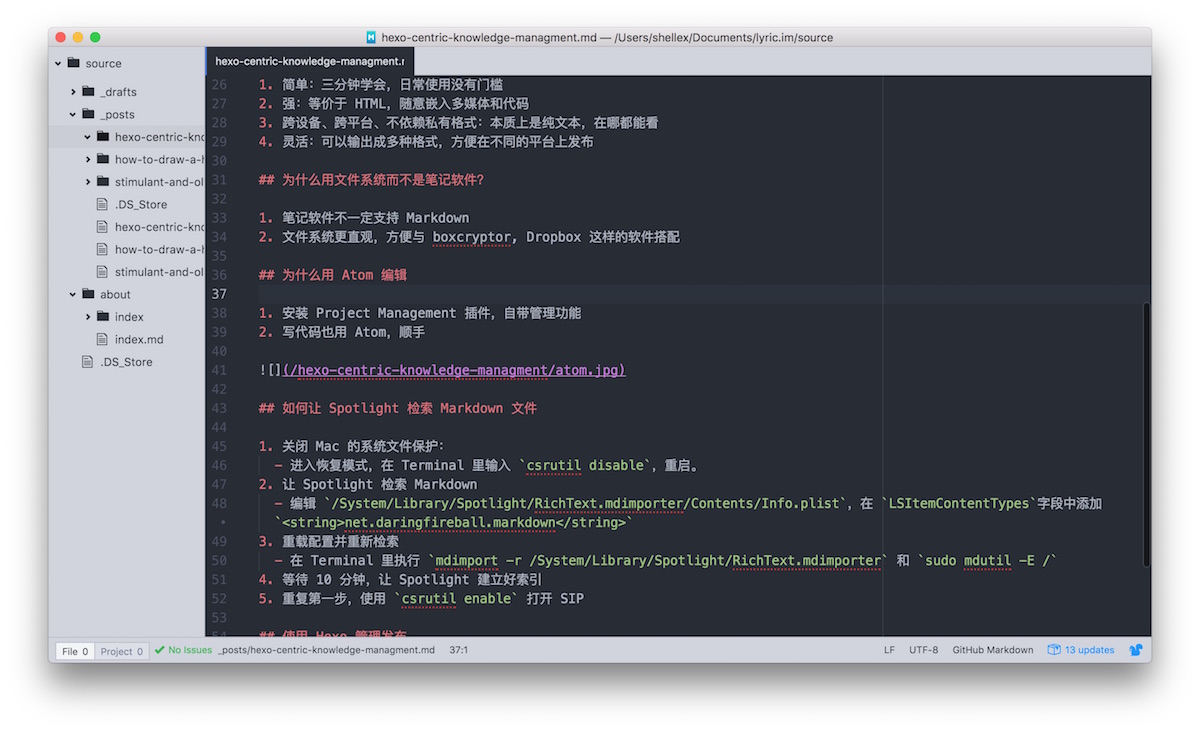 hexo-centric-knowledge-managment.md — /Users/shellex/Documents/lyric.im/source
source
_drafts
_posts
hexo-centric-kno
how-to-draw-a-h
stimulant-and-ol
.DS_Store
hexo-centric-kno
how-to-draw-a-h
stimulant-and-ol
about
index
index.md
.DS_Store
hexo-centric-knowledge-managment.r
26 1. 简单：三分钟学会，日常使用没有门槛
27 2. 强：等价于 HTML，随意嵌入多媒体和代码
28 3. 跨设备、跨平台、不依赖私有格式：本质上是纯文本，在哪都能看
29 4. 灵活：可以输出成多种格式，方便在不同的平台上发布
30
31 ## 为什么用文件系统而不是笔记软件？
32
33 1. 笔记软件不一定支持 Markdown
34 2. 文件系统更直观，方便与 boxcryptor, Dropbox 这样的软件搭配
35
36 ## 为什么用 Atom 编辑
37
38 1. 安装 Project Management 插件，自带管理功能
39 2. 写代码也用 Atom，顺手
40
41 ![](/hexo-centric-knowledge-managment/atom.jpg)
42
43 ## 如何让 Spotlight 检索 Markdown 文件
44
45 1. 关闭 Mac 的系统文件保护：
46 - 进入恢复模式，在 Terminal 里输入 `csrutil disable`，重启。
47 2. 让 Spotlight 检索 Markdown
48 - 编辑 `/System/Library/Spotlight/RichText.mdimporter/Contents/Info.plist`，在 `LSItemContentTypes`字段中添加
• `<string>net.daringfireball.markdown</string>`
49 3. 重载配置并重新检索
50 - 在 Terminal 里执行 `mdimport -r /System/Library/Spotlight/RichText.mdimporter` 和 `sudo mdutil -E /`
51 4. 等待 10 分钟，让 Spotlight 建立好索引
52 5. 重复第一步，使用 `csrutil enable` 打开 SIP
53
54 ## 使用 Hexo 管理发布
File 0 Project 0 No Issues _posts/hexo-centric-knowledge-managment.md 37:1 LF UTF-8 GitHub Markdown 13 updates